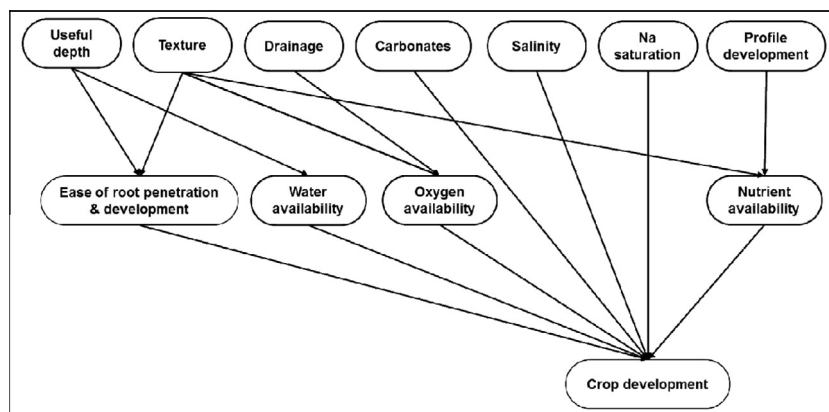 Useful
depth
Texture
Drainage
Carbonates
Salinity
Na
saturation
Profile
development
Ease of root penetration
& development
Water
availability
Oxygen
availability
Nutrient
availability
Crop development